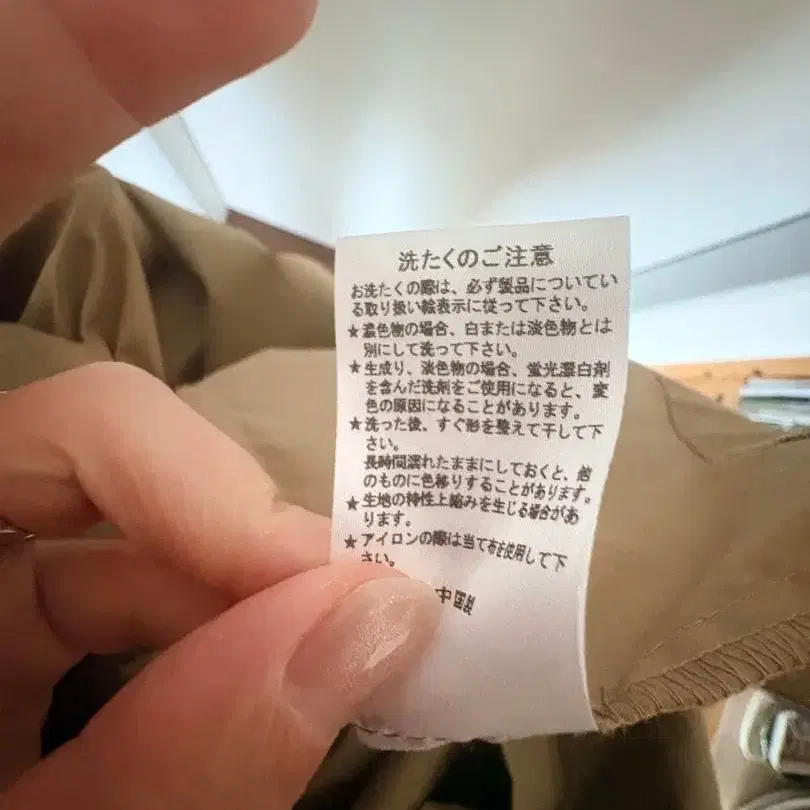 洗たくのご注意
お洗たくの際は、必ず製品についてい
る取り扱い絵表示に従って下さい。
★濃色物の場合、白または淡色物とは
別にして洗って下さい。
★生成り、淡色物の場合、蛍光漂白剤
を含んだ洗剤をご使用になると、変
色の原因になることがあります。
★洗った後、すぐ形を整えて干して下
さい。
長時間濡れたままにしておくと、他
のものに色移りすることがあります。
★生地の特性上縮みを生じる場合があ
ります。
★アイロンの際は当て布を使用して下
さい。
中国製